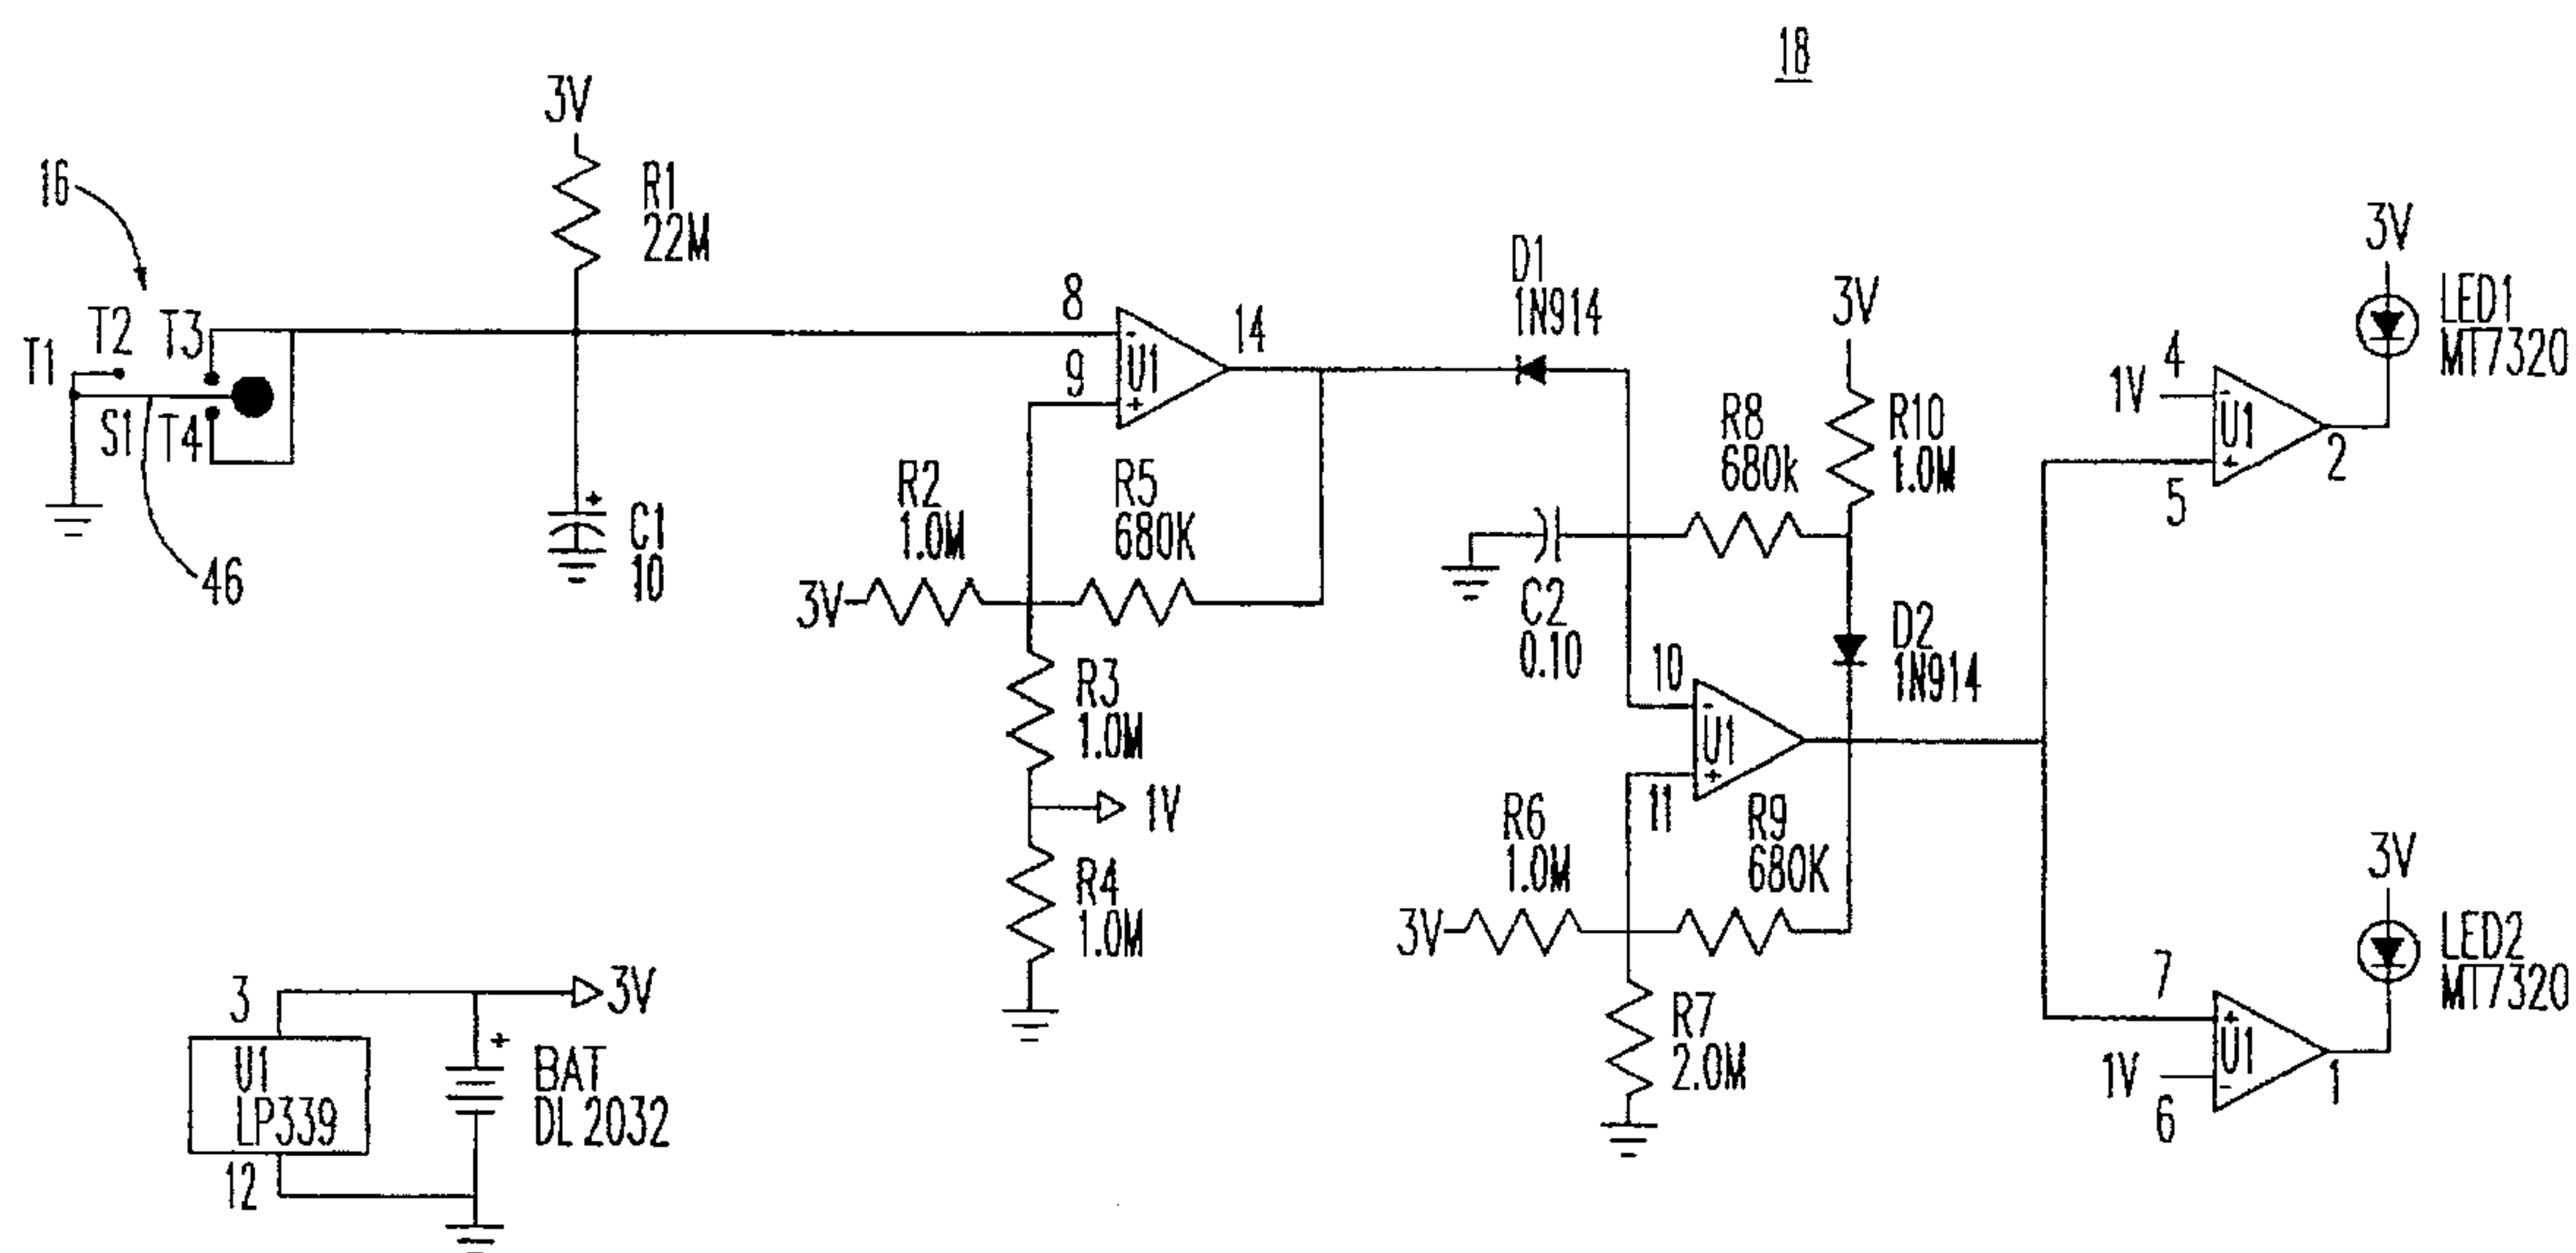 18
3V
16
R1
22M
T1
T2
T3
S1
T4
46
C1
10
+
8
9
-
+
U1
14
R2
1.0M
R5
680K
3V
R3
1.0M
1V
R4
1.0M
D1
1N914
3V
R8
680k
R10
1.0M
C2
0.10
D2
1N914
10
11
-
+
U1
R6
1.0M
R9
680K
3V
R7
2.0M
3V
LED1
MT7320
4
1V
-
U1
+
5
2
3V
LED2
MT7320
7
+
U1
1V
-
6
1
3
3V
U1
LP339
+
BAT
DL2032
12